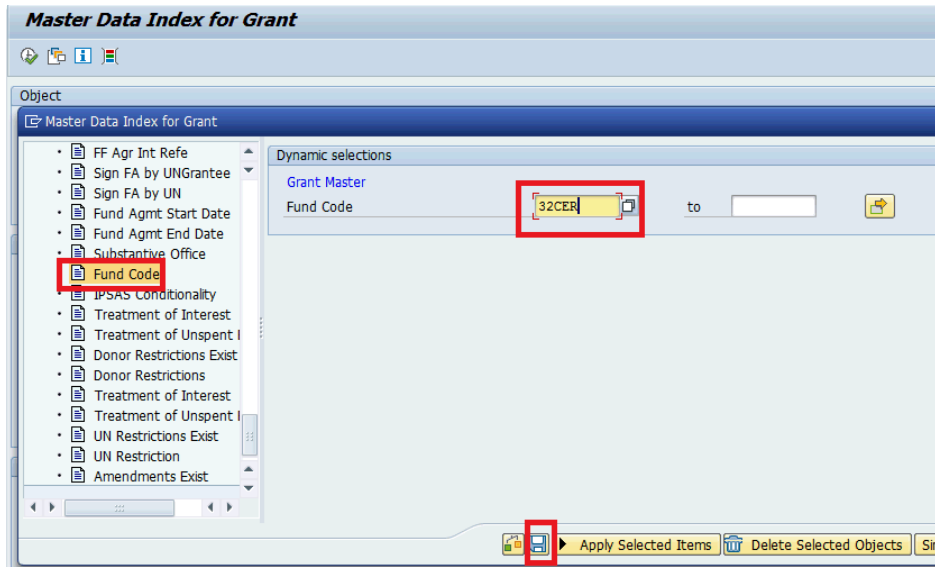 Master Data Index for Grant
Object
Master Data Index for Grant
FF Agr Int Refe
Sign FA by UNGrantee
Sign FA by UN
Fund Agmt Start Date
Fund Agmt End Date
Substantive Office
Fund Code
IPSAS Conditionality
Treatment of Interest
Treatment of Unspent
Donor Restrictions Exist
Donor Restrictions
Treatment of Interest
Treatment of Unspent
UN Restrictions Exist
UN Restriction
Amendments Exist
Dynamic selections
Grant Master
Fund Code 32CER to
Apply Selected Items Delete Selected Objects